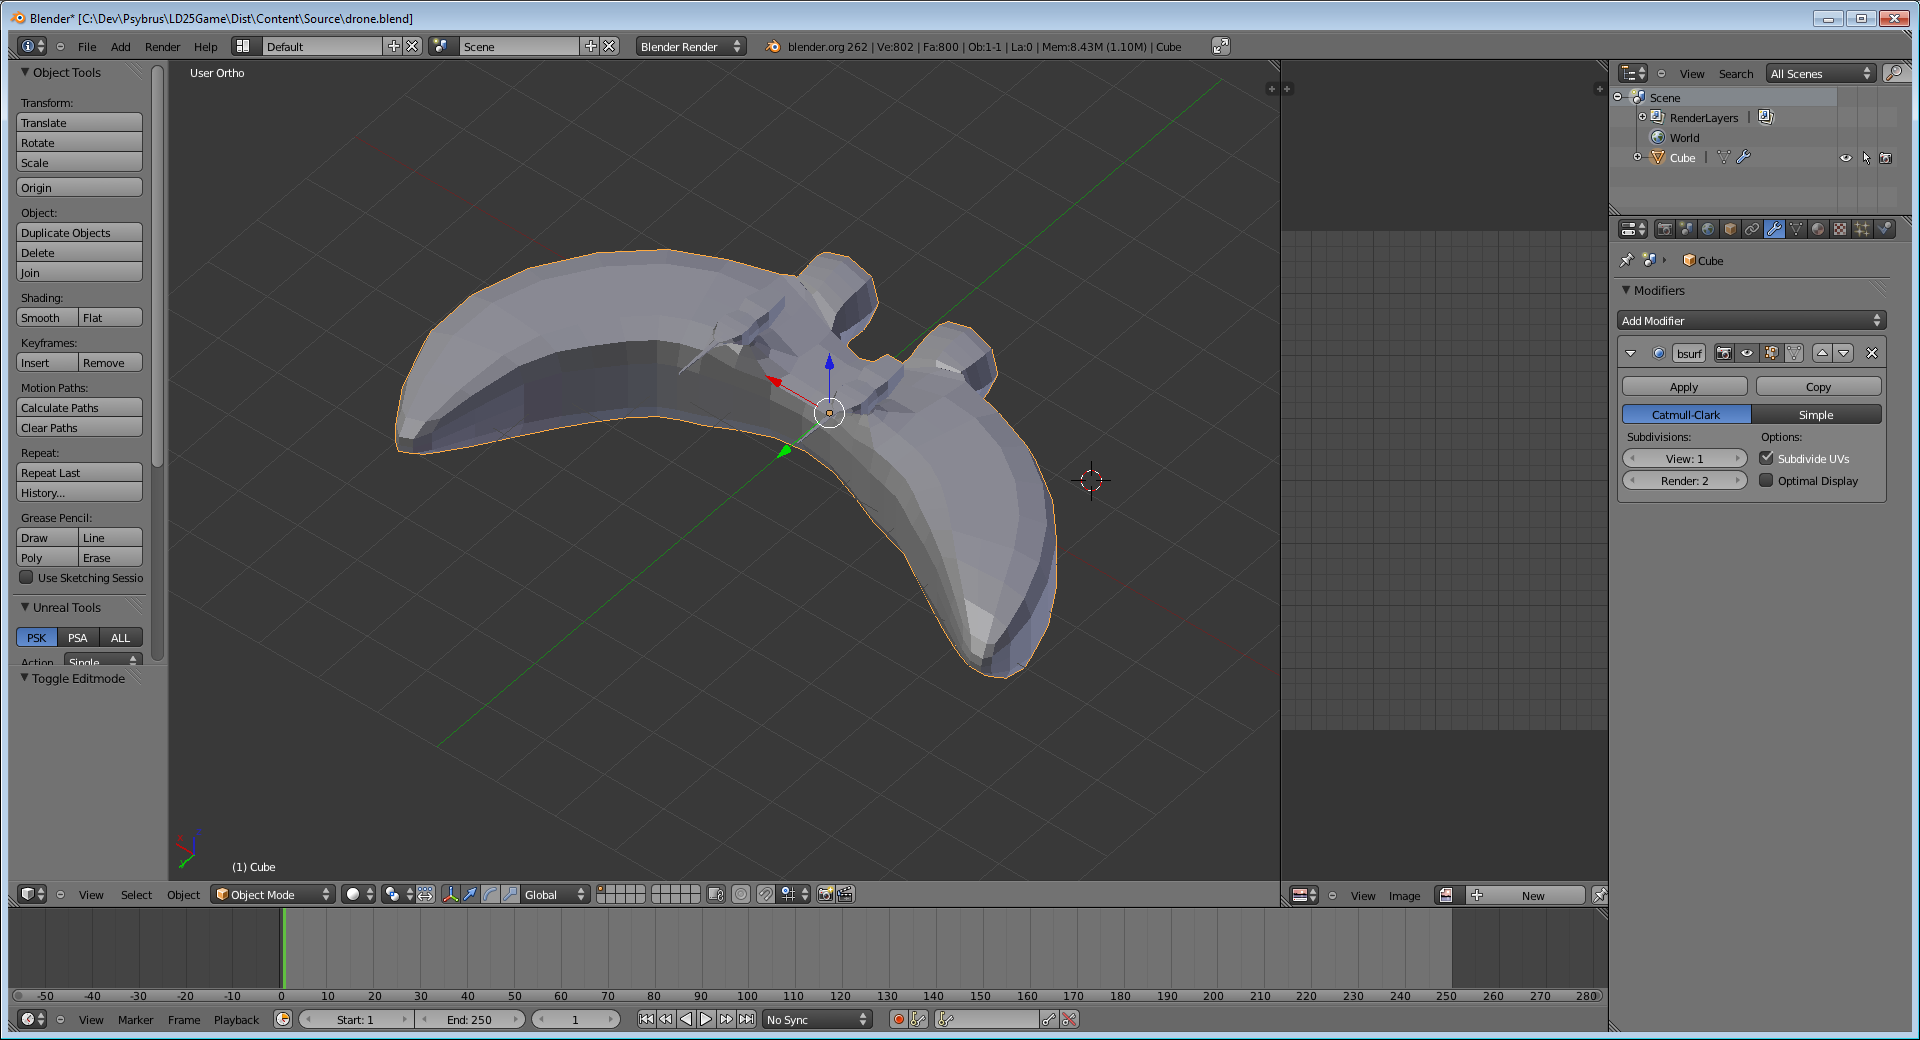 Blender* [C:\Dev\Psybrus\LD25Game\Dist\Content\Source\drone.blend]
File Add Render Help Default Scene Blender Render blender.org 262 | Ve:802 | Fa:800 | Ob:1-1 | La:0 | Mem:8.43M (1.10M) | Cube
Object Tools
Transform:
Translate
Rotate
Scale
Origin
Object:
Duplicate Objects
Delete
Join
Shading:
Smooth Flat
Keyframes:
Insert Remove
Motion Paths:
Calculate Paths
Clear Paths
Repeat:
Repeat Last
History...
Grease Pencil:
Draw Line
Poly Erase
Use Sketching Sessio
Unreal Tools
PSK PSA ALL
Action Single
Toggle Editmode
User Ortho
(1) Cube
View Select Object Object Mode Global
View Image New
View Search All Scenes
Scene
RenderLayers |
World
Cube |
Cube
Modifiers
Add Modifier
bsurf
Apply Copy
Catmull-Clark Simple
Subdivisions: Options:
View: 1 Subdivide UVs
Render: 2 Optimal Display
-50 -40 -30 -20 -10 0 10 20 30 40 50 60 70 80 90 100 110 120 130 140 150 160 170 180 190 200 210 220 230 240 250 260 270 280
View Marker Frame Playback Start: 1 End: 250 1 No Sync